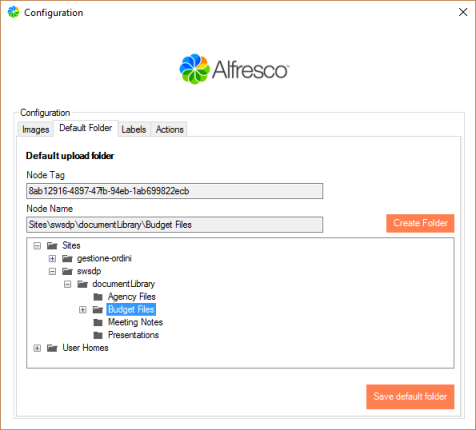 Configuration
Alfresco
Configuration
Images Default Folder Labels Actions
Default upload folder
Node Tag
8ab12916-4897-47fb-94eb-1ab699822ecb
Node Name
Sites\swsdp\documentLibrary\Budget Files
Create Folder
Sites
gestione-ordini
swsdp
documentLibrary
Agency Files
Budget Files
Meeting Notes
Presentations
User Homes
Save default folder